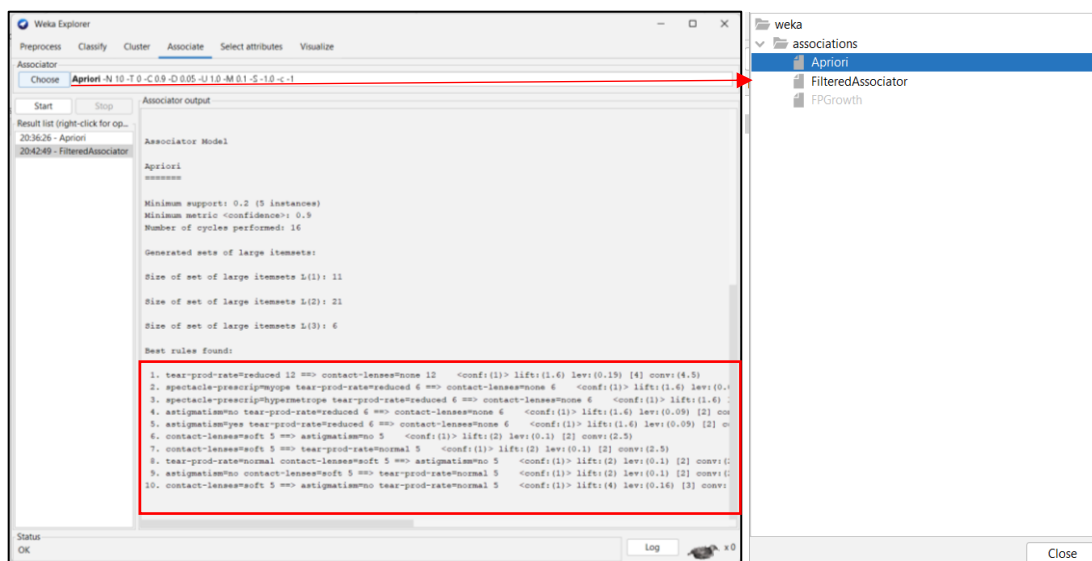 Weka Explorer
Preprocess Classify Cluster Associate Select attributes Visualize
Associator
Choose Apriori -N 10 -T 0 -C 0.9 -D 0.05 -U 1.0 -M 0.1 -S -1.0 -c -1
Start Stop
Result list (right-click for op...
20:36:26 - Apriori
20:42:49 - FilteredAssociator
Associator output
Associator Model
Apriori
=======
Minimum support: 0.2 (5 instances)
Minimum metric <confidence>: 0.9
Number of cycles performed: 16
Generated sets of large itemsets:
Size of set of large itemsets L(1): 11
Size of set of large itemsets L(2): 21
Size of set of large itemsets L(3): 6
Best rules found:
1. tear-prod-rate=reduced 12 ==> contact-lenses=none 12 <conf:(1)> lift:(1.6) lev:(0.19) [4] conv:(4.5)
2. spectacle-prescrip=myope tear-prod-rate=reduced 6 ==> contact-lenses=none 6 <conf:(1)> lift:(1.6) lev:(0.
3. spectacle-prescrip=hypermetrope tear-prod-rate=reduced 6 ==> contact-lenses=none 6 <conf:(1)> lift:(1.6)
4. astigmatism=no tear-prod-rate=reduced 6 ==> contact-lenses=none 6 <conf:(1)> lift:(1.6) lev:(0.09) [2] con
5. astigmatism=yes tear-prod-rate=reduced 6 ==> contact-lenses=none 6 <conf:(1)> lift:(1.6) lev:(0.09) [2] c
6. contact-lenses=soft 5 ==> astigmatism=no 5 <conf:(1)> lift:(2) lev:(0.1) [2] conv:(2.5)
7. contact-lenses=soft 5 ==> tear-prod-rate=normal 5 <conf:(1)> lift:(2) lev:(0.1) [2] conv:(2.5)
8. tear-prod-rate=normal contact-lenses=soft 5 ==> astigmatism=no 5 <conf:(1)> lift:(2) lev:(0.1) [2] conv:(
9. astigmatism=no contact-lenses=soft 5 ==> tear-prod-rate=normal 5 <conf:(1)> lift:(2) lev:(0.1) [2] conv:(
10. contact-lenses=soft 5 ==> astigmatism=no tear-prod-rate=normal 5 <conf:(1)> lift:(4) lev:(0.16) [3] conv:
Status
OK
Log
x 0
weka
associations
Apriori
FilteredAssociator
FPGrowth
Close